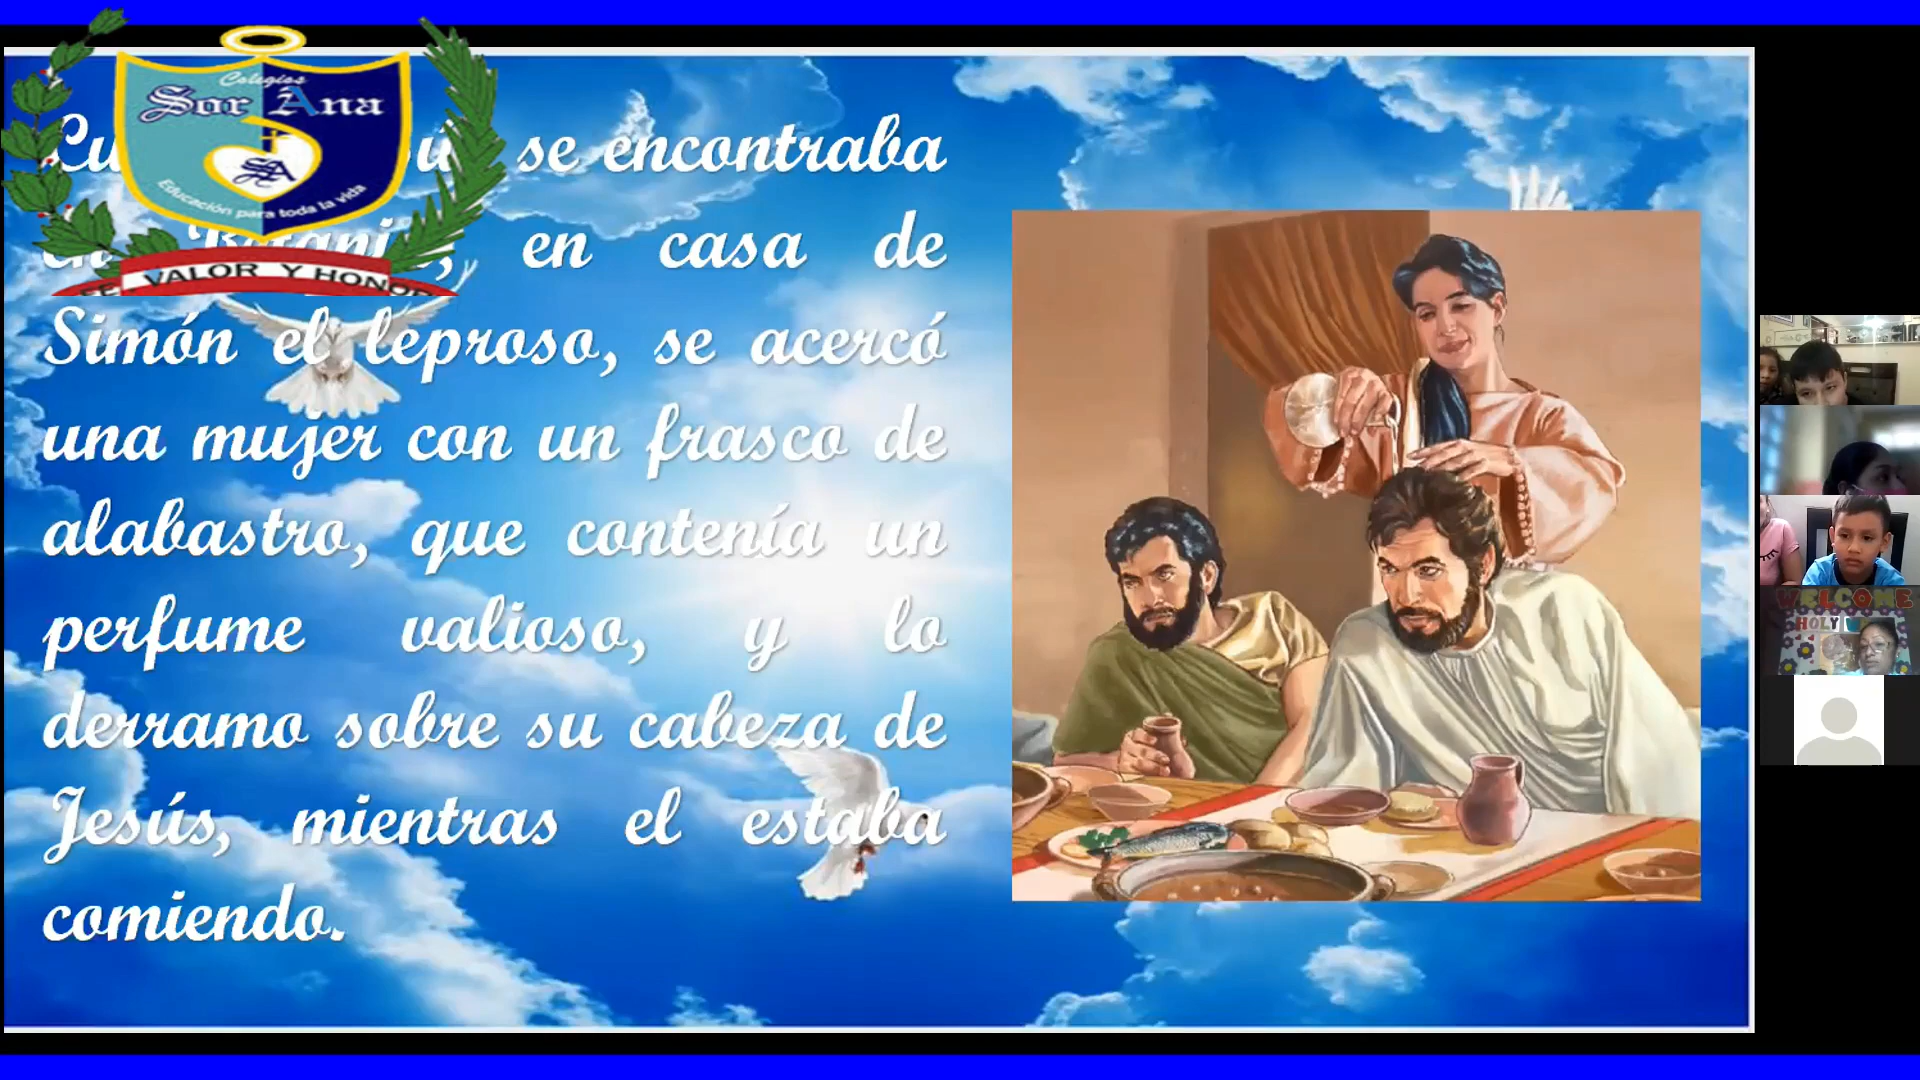 Colegios
Sor Ana
SA
Educación para toda la vida
FE - VALOR Y HONOR
se encontraba
en casa de
Simón el leproso, se acercó
una mujer con un frasco de
alabastro, que contenía un
perfume valioso, y lo
derramo sobre su cabeza de
Jesús, mientras el estaba
comiendo.
WELCOME
HOLY